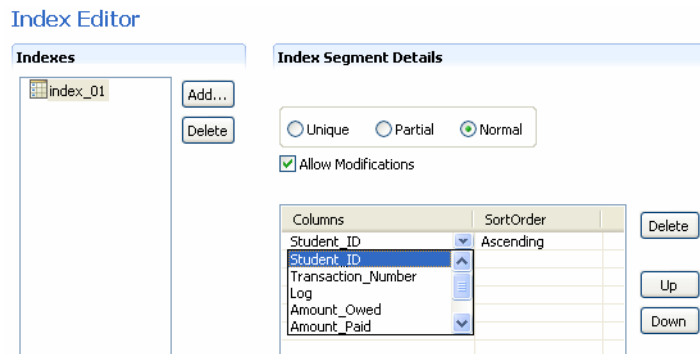 Index Editor
Indexes
index_01
Add...
Delete
Index Segment Details
Unique Partial Normal
Allow Modifications
Columns SortOrder
Student_ID Ascending
Student_ID
Transaction_Number
Log
Amount_Owed
Amount_Paid
Delete
Up
Down